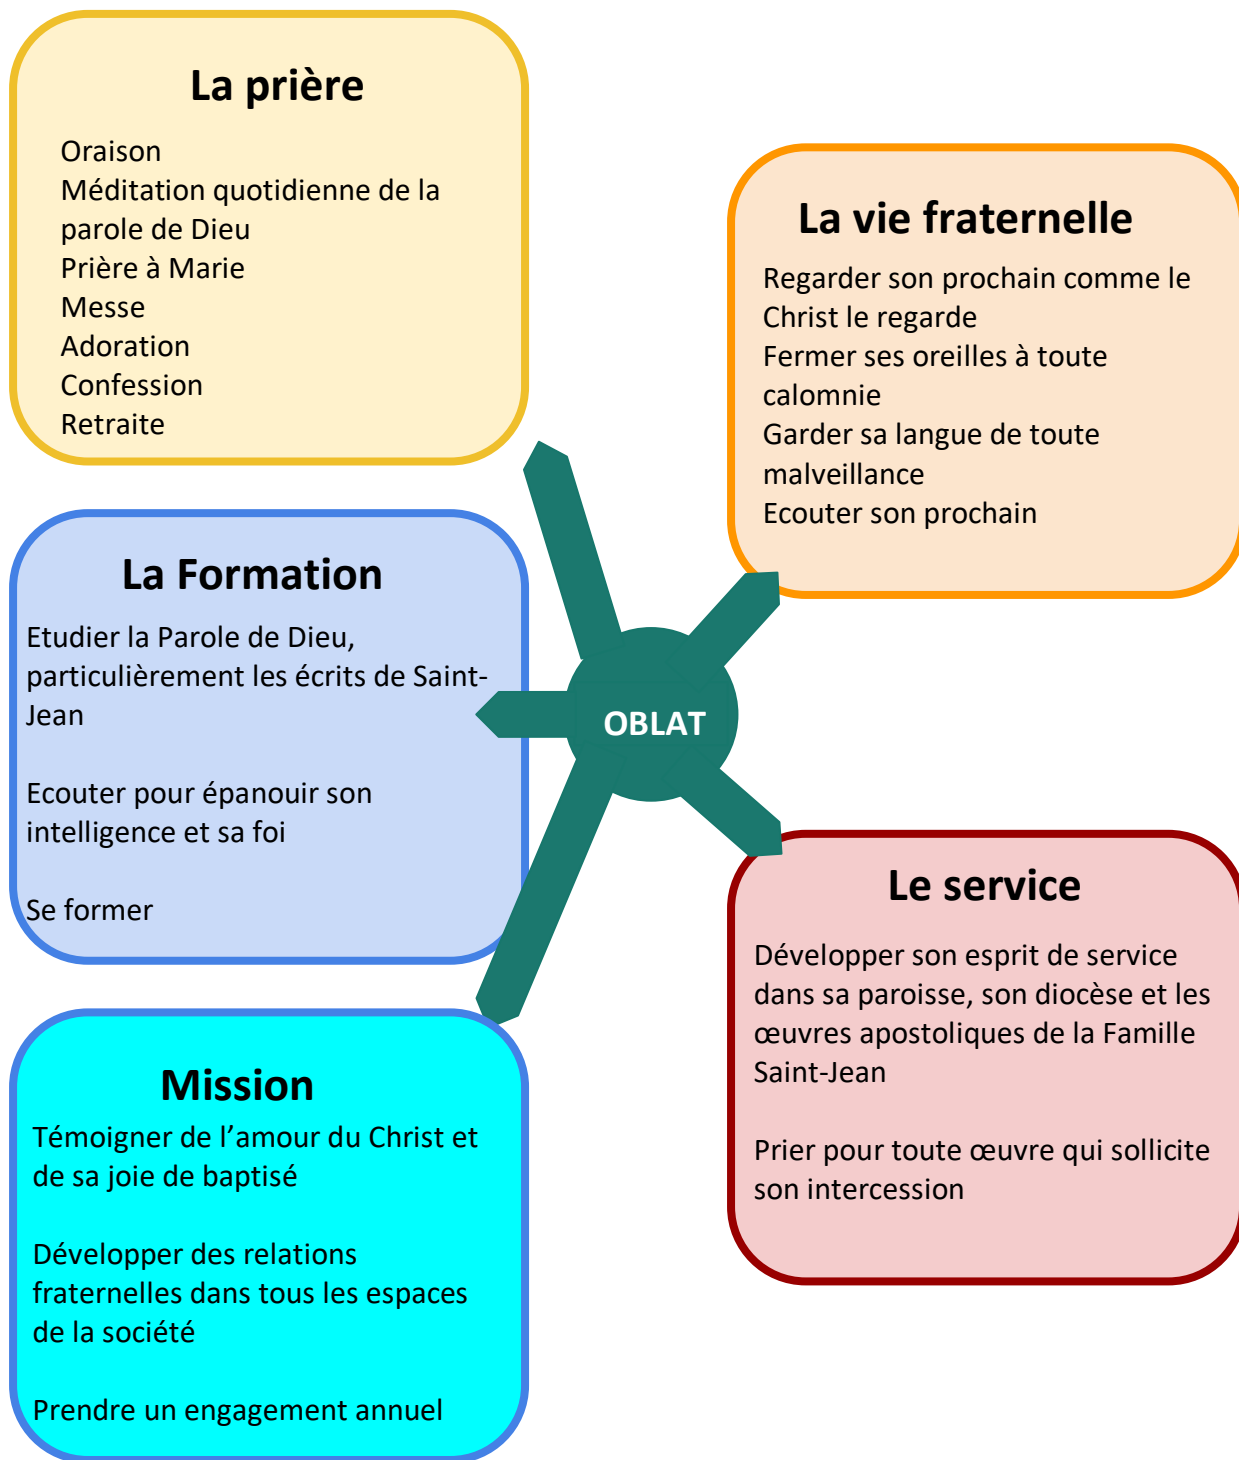 La prière
Oraison
Méditation quotidienne de la
parole de Dieu
Prière à Marie
Messe
Adoration
Confession
Retraite
La vie fraternelle
Regarder son prochain comme le
Christ le regarde
Fermer ses oreilles à toute
calomnie
Garder sa langue de toute
malveillance
Ecouter son prochain
La Formation
Etudier la Parole de Dieu,
particulièrement les écrits de Saint-
Jean
Ecouter pour épanouir son
intelligence et sa foi
Se former
OBLAT
Le service
Développer son esprit de service
dans sa paroisse, son diocèse et les
œuvres apostoliques de la Famille
Saint-Jean
Prier pour toute œuvre qui sollicite
son intercession
Mission
Témoigner de l’amour du Christ et
de sa joie de baptisé
Développer des relations
fraternelles dans tous les espaces
de la société
Prendre un engagement annuel